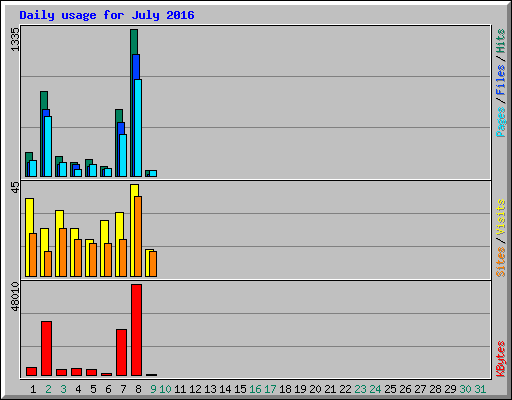 Daily usage for July 2016
1335
Pages/Files/Hits
45
Sites/Visits
48010
KBytes
1 2 3 4 5 6 7 8 9 10 11 12 13 14 15 16 17 18 19 20 21 22 23 24 25 26 27 28 29 30 31